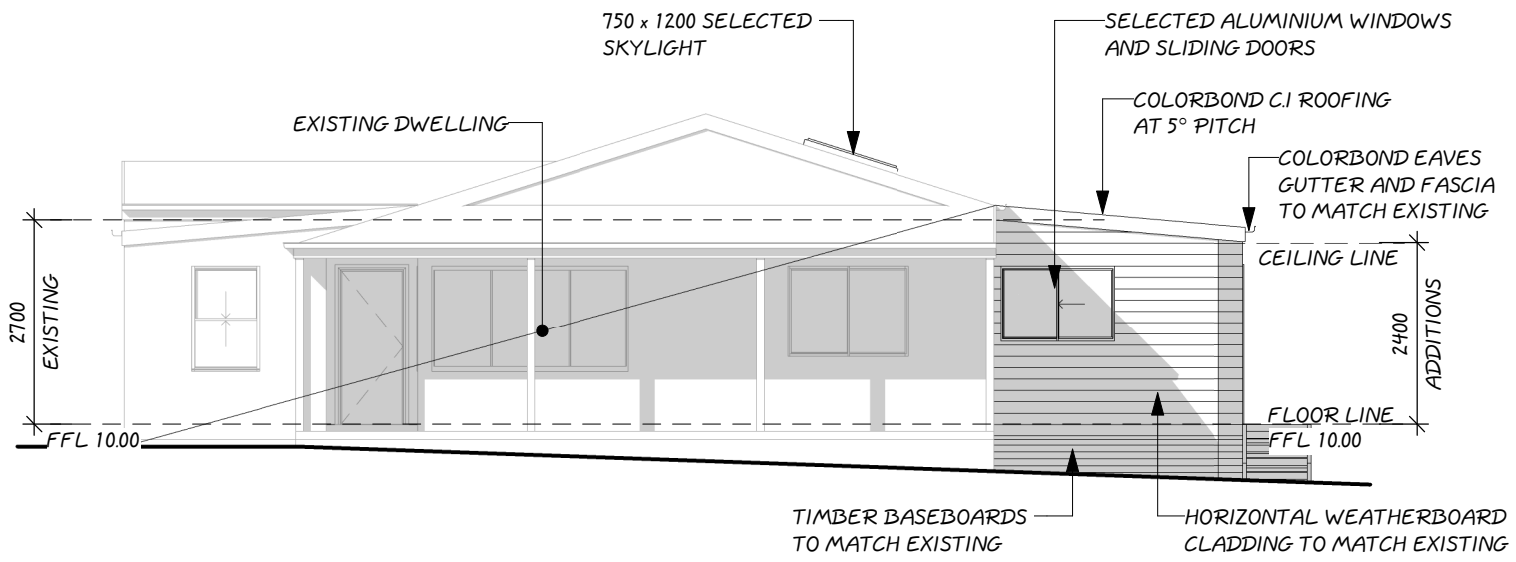 750 x 1200 SELECTED
SKYLIGHT
SELECTED ALUMINIUM WINDOWS
AND SLIDING DOORS
COLORBOND C.I ROOFING
AT 5° PITCH
EXISTING DWELLING
COLORBOND EAVES
GUTTER AND FASCIA
TO MATCH EXISTING
CEILING LINE
2700
EXISTING
2400
ADDITIONS
FLOOR LINE
FFL 10.00
FFL 10.00
TIMBER BASEBOARDS
TO MATCH EXISTING
HORIZONTAL WEATHERBOARD
CLADDING TO MATCH EXISTING